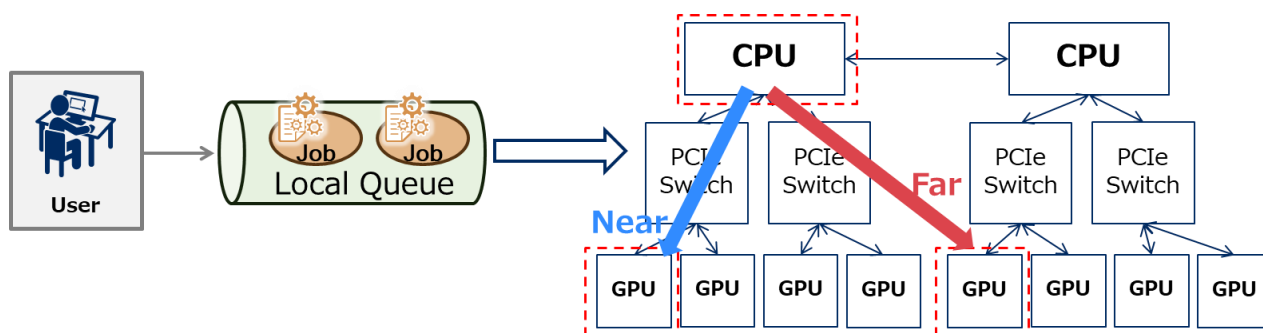 User
Job
Job
Local Queue
CPU
CPU
PCIe
Switch
PCIe
Switch
PCIe
Switch
PCIe
Switch
Near
Far
GPU
GPU
GPU
GPU
GPU
GPU
GPU
GPU